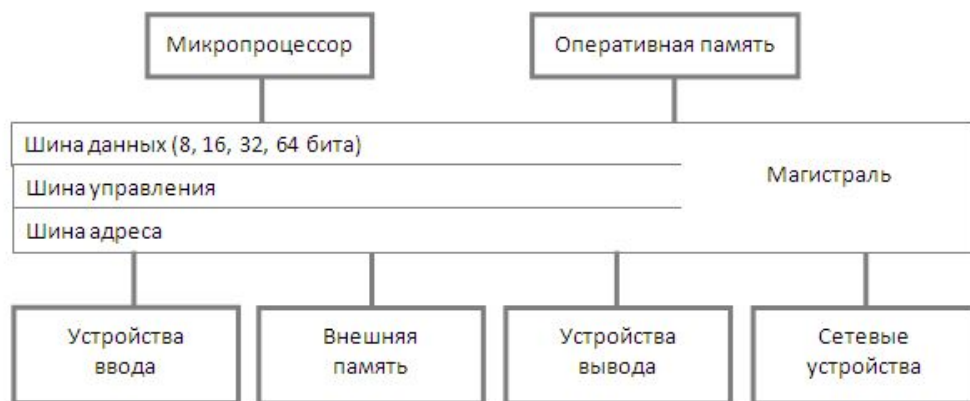 Микропроцессор
Оперативная память
Шина данных (8, 16, 32, 64 бита)
Шина управления
Магистраль
Шина адреса
Устройства
ввода
Внешняя
память
Устройства
вывода
Сетевые
устройства